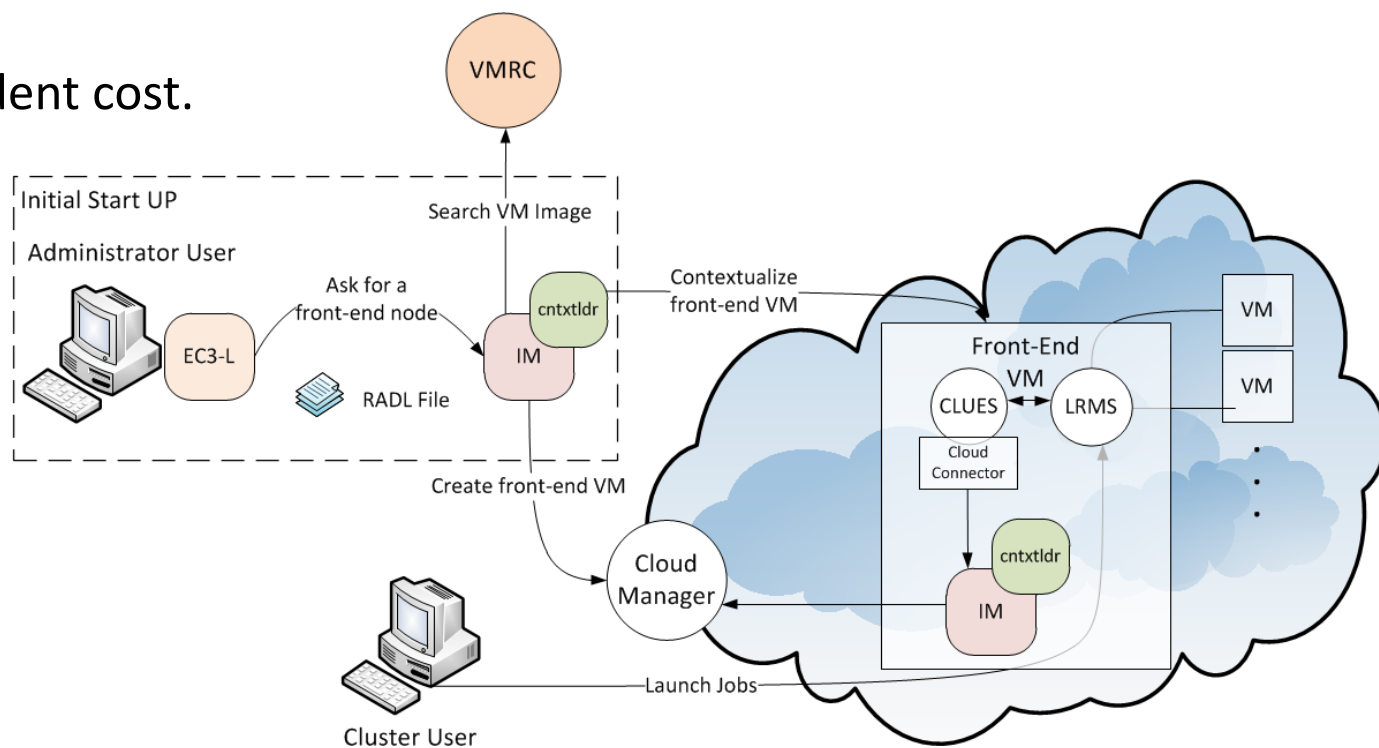 VMRC
dent cost.
Initial Start UP
Search VM Image
Administrator User
Ask for a
front-end node
EC3-L
RADL File
IM
cntxtldr
Contextualize
front-end VM
Create front-end VM
Front-End
VM
CLUES
LRMS
Cloud
Connector
cntxtldr
IM
VM
VM
Cloud
Manager
Launch Jobs
Cluster User